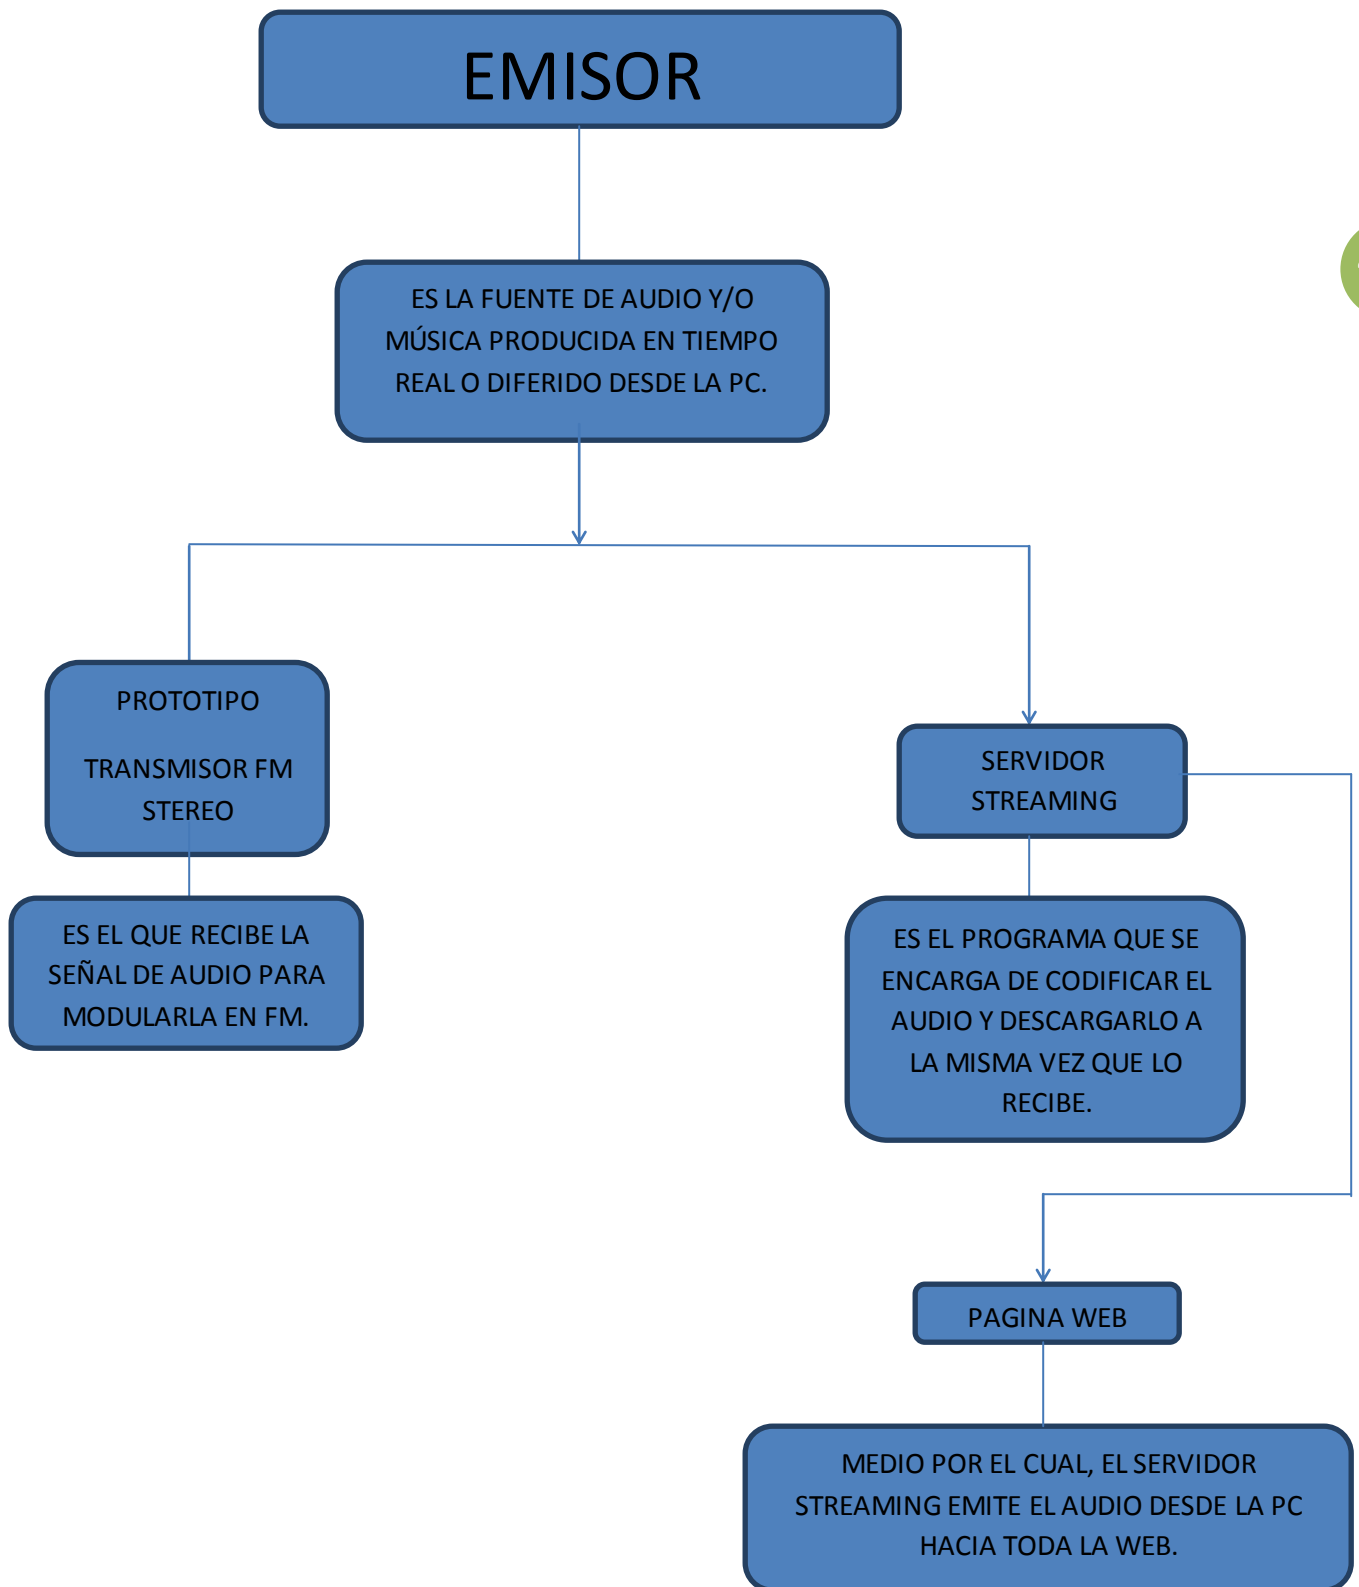 EMISOR
ES LA FUENTE DE AUDIO Y/O
MÚSICA PRODUCIDA EN TIEMPO
REAL O DIFERIDO DESDE LA PC.
PROTOTIPO
TRANSMISOR FM
STEREO
ES EL QUE RECIBE LA
SEÑAL DE AUDIO PARA
MODULARLA EN FM.
SERVIDOR
STREAMING
ES EL PROGRAMA QUE SE
ENCARGA DE CODIFICAR EL
AUDIO Y DESCARGARLO A
LA MISMA VEZ QUE LO
RECIBE.
PAGINA WEB
MEDIO POR EL CUAL, EL SERVIDOR
STREAMING EMITE EL AUDIO DESDE LA PC
HACIA TODA LA WEB.